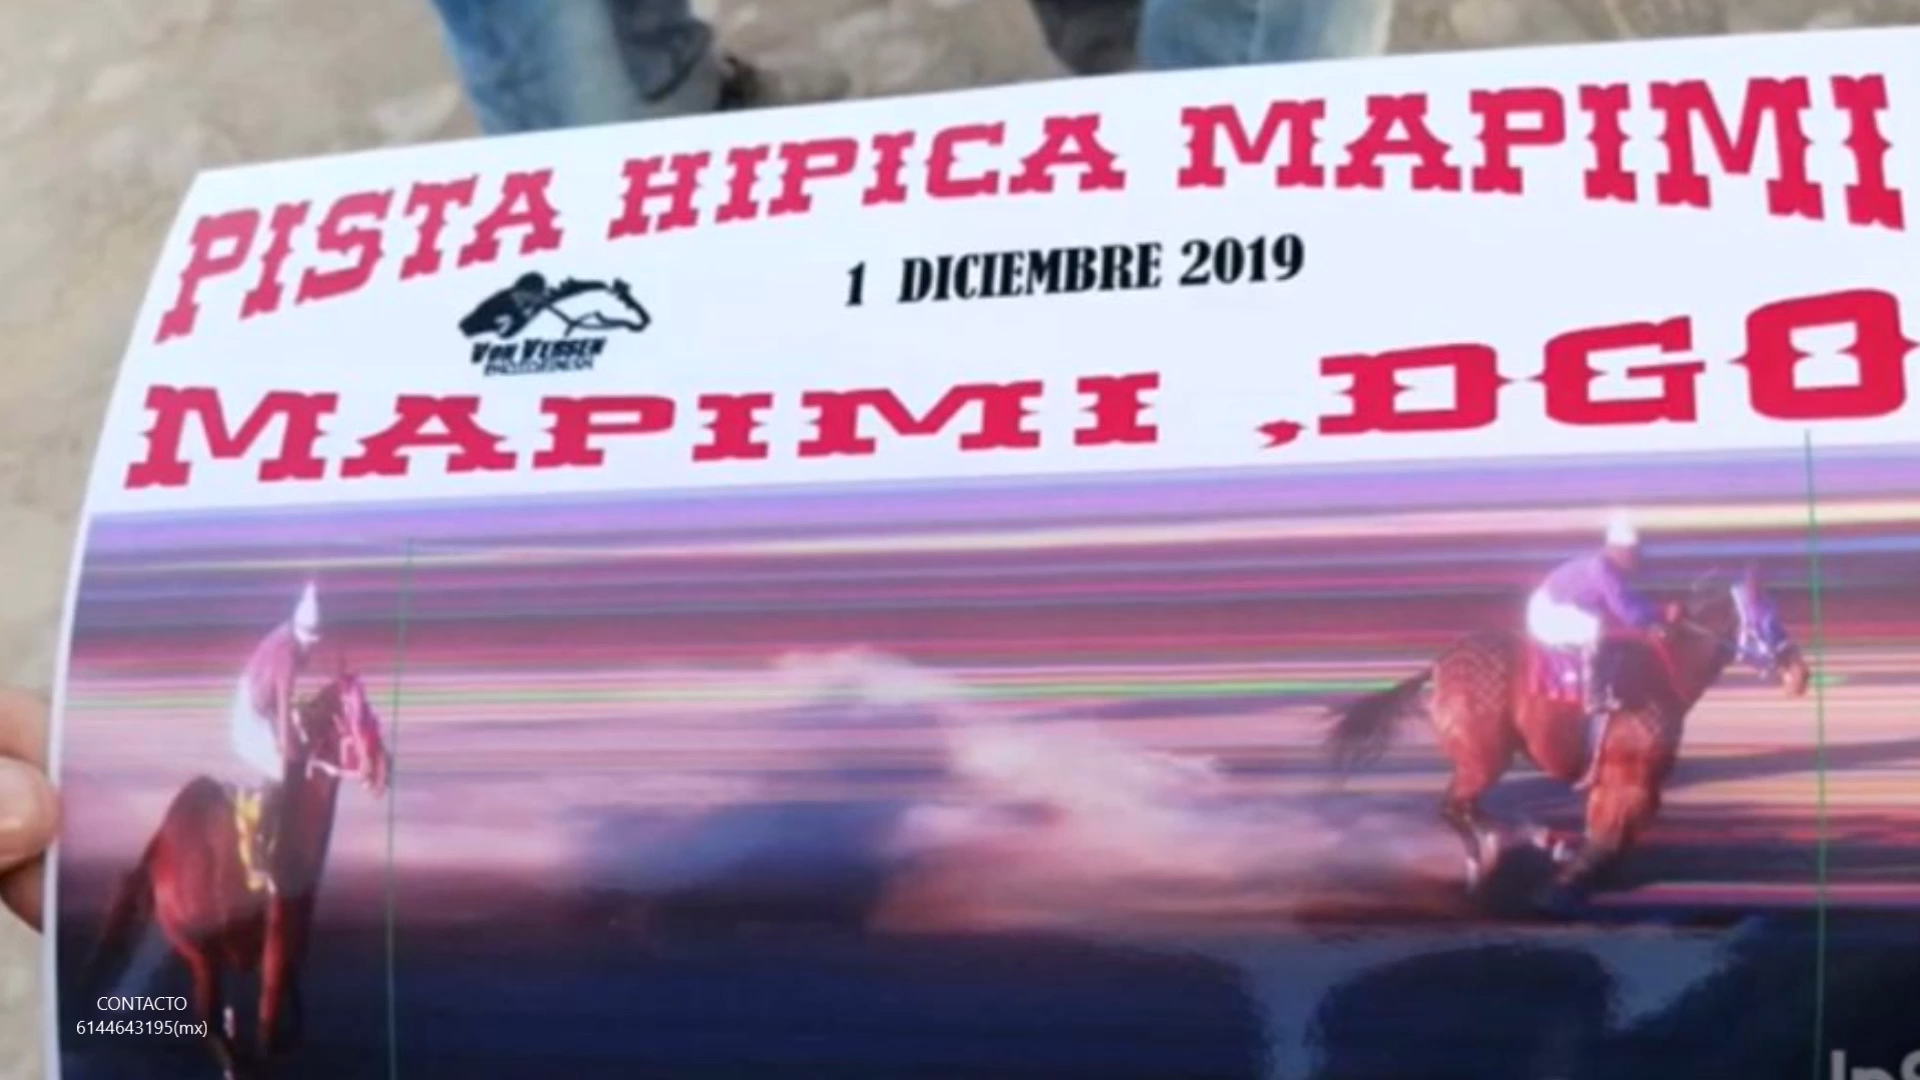 PISTA HIPICA MAPIMI
1 DICIEMBRE 2019
MAPIMI ,DGO
CONTACTO
6144643195(mx)